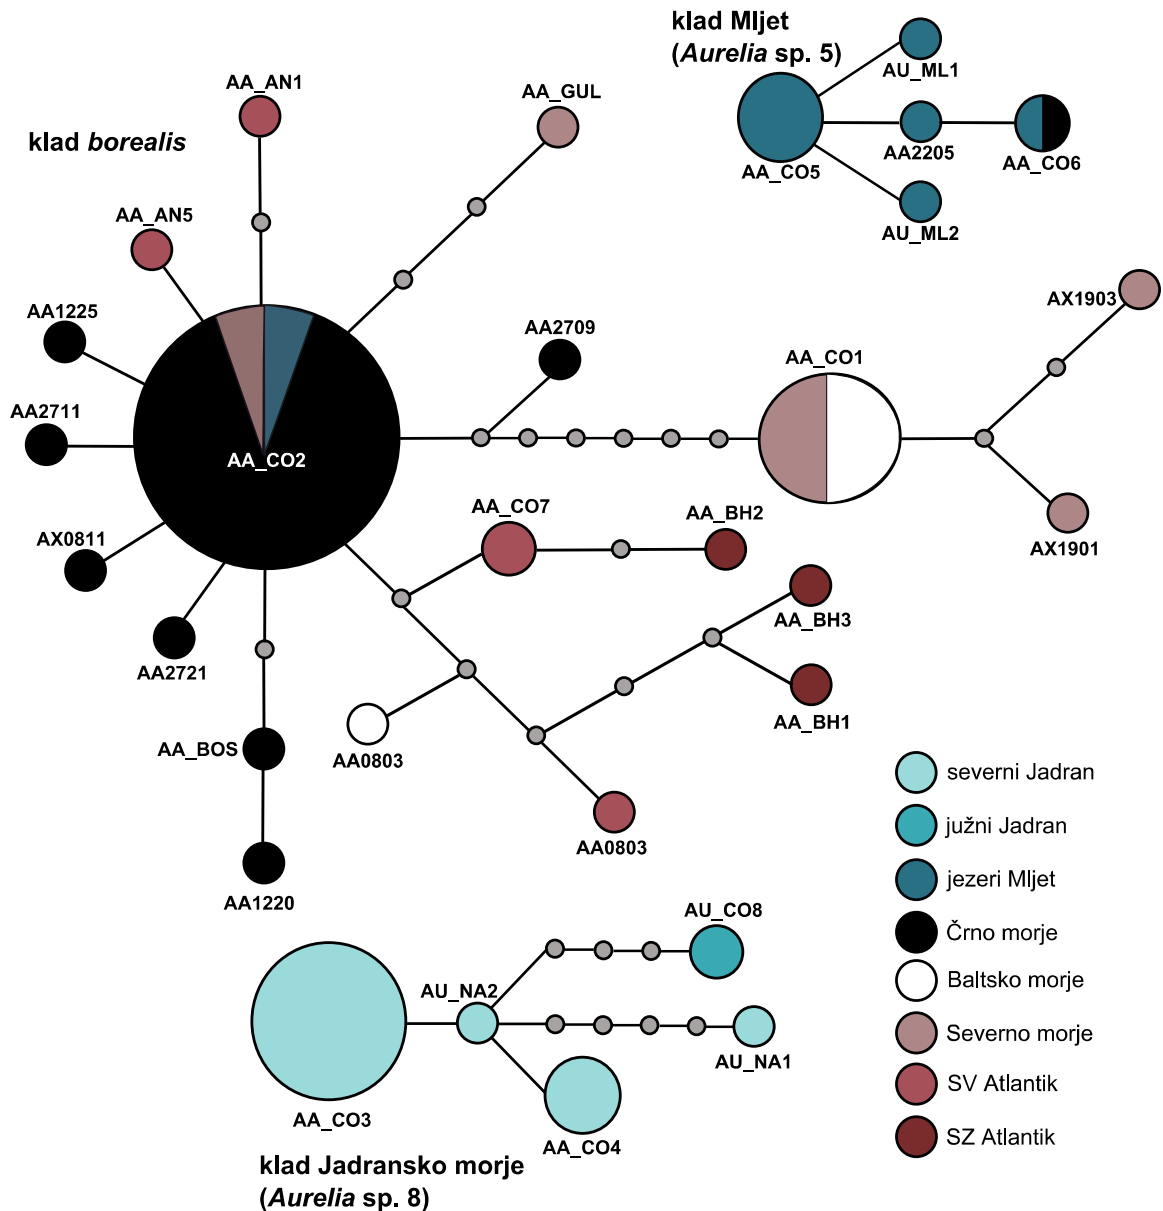 klad Mljet
(Aurelia sp. 5)
AU_ML1
AA_CO5
AA2205
AA_CO6
AU_ML2
klad borealis
AA_AN1
AA_GUL
AA_AN5
AA1225
AA2709
AA_CO1
AX1903
AA2711
AA_CO2
AX1901
AX0811
AA_CO7
AA_BH2
AA_BH3
AA2721
AA_BH1
AA_BOS
AA0803
AA0803
AA1220
severni Jadran
južni Jadran
jezeri Mljet
Črno morje
Baltsko morje
Severno morje
SV Atlantik
SZ Atlantik
AU_CO8
AU_NA2
AU_NA1
AA_CO3
AA_CO4
klad Jadransko morje
(Aurelia sp. 8)